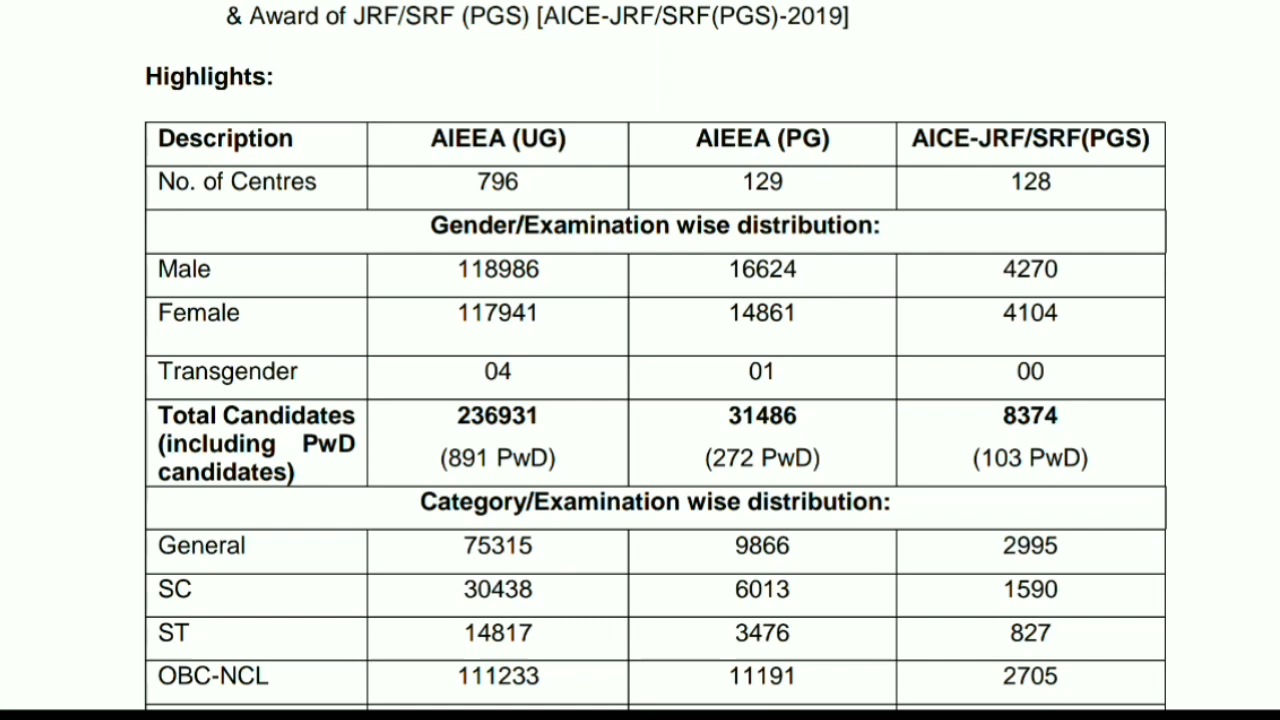 & Award of JRF/SRF (PGS) [AICE-JRF/SRF(PGS)-2019]
Highlights:
Description AIEEA (UG) AIEEA (PG) AICE-JRF/SRF(PGS)
No. of Centres 796 129 128
Gender/Examination wise distribution:
Male 118986 16624 4270
Female 117941 14861 4104
Transgender 04 01 00
Total Candidates 236931 31486 8374
(including PwD (891 PwD) (272 PwD) (103 PwD)
candidates)
Category/Examination wise distribution:
General 75315 9866 2995
SC 30438 6013 1590
ST 14817 3476 827
OBC-NCL 111233 11191 2705